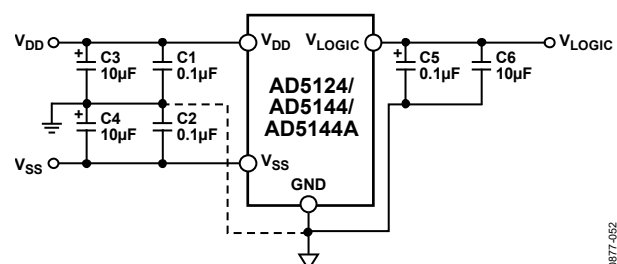 VDD
VDD
VLOGIC
VLOGIC
+
C3
10µF
C1
0.1µF
+
C5
0.1µF
C6
10µF
AD5124/
AD5144/
AD5144A
+
C4
10µF
C2
0.1µF
VSS
VSS
GND
0877-052